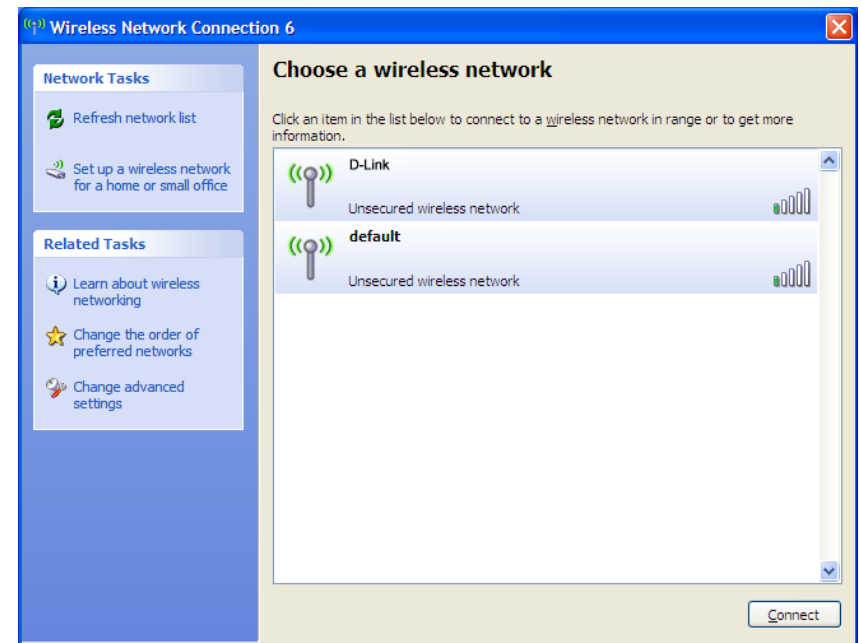 Wireless Network Connection 6
Network Tasks
Refresh network list
Set up a wireless network
for a home or small office
Related Tasks
Learn about wireless
networking
Change the order of
preferred networks
Change advanced
settings
Choose a wireless network
Click an item in the list below to connect to a wireless network in range or to get more
information.
D-Link
Unsecured wireless network
default
Unsecured wireless network
Connect